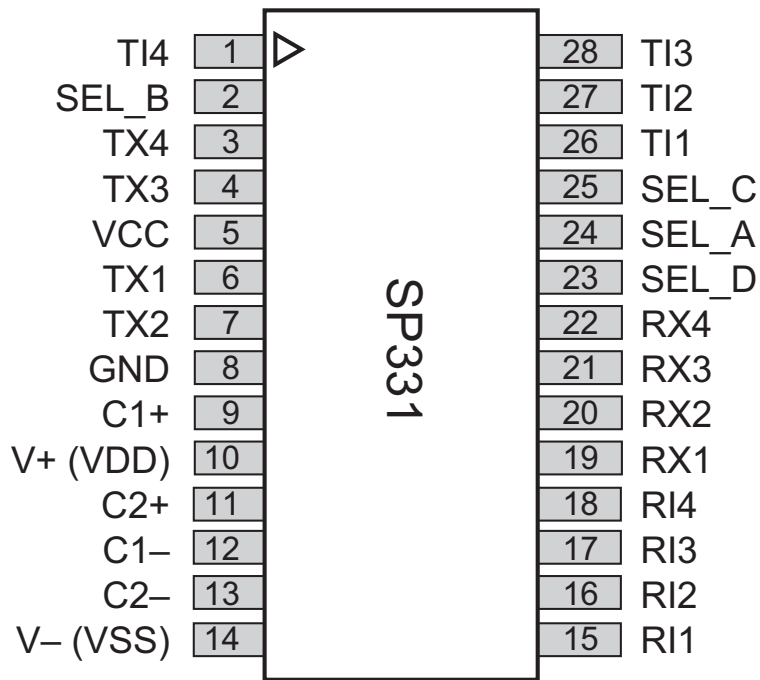 TI4 1 28 TI3
SEL_B 2 27 TI2
TX4 3 26 TI1
TX3 4 25 SEL_C
VCC 5 24 SEL_A
TX1 6 23 SEL_D
TX2 7 22 RX4
GND 8 21 RX3
C1+ 9 20 RX2
V+ (VDD) 10 19 RX1
C2+ 11 18 RI4
C1– 12 17 RI3
C2– 13 16 RI2
V– (VSS) 14 15 RI1
SP331